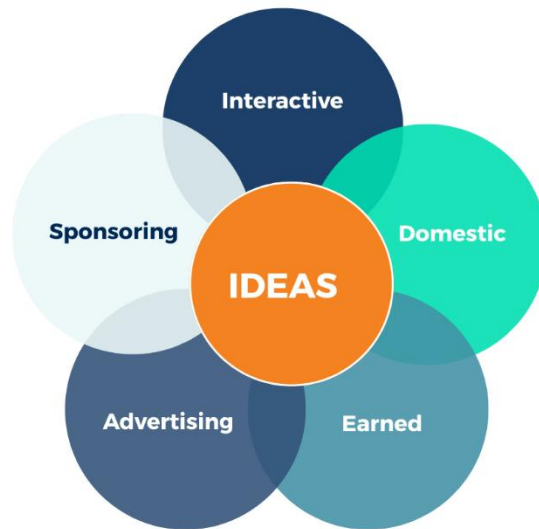 Interactive
Domestic
Earned
Advertising
Sponsoring
IDEAS